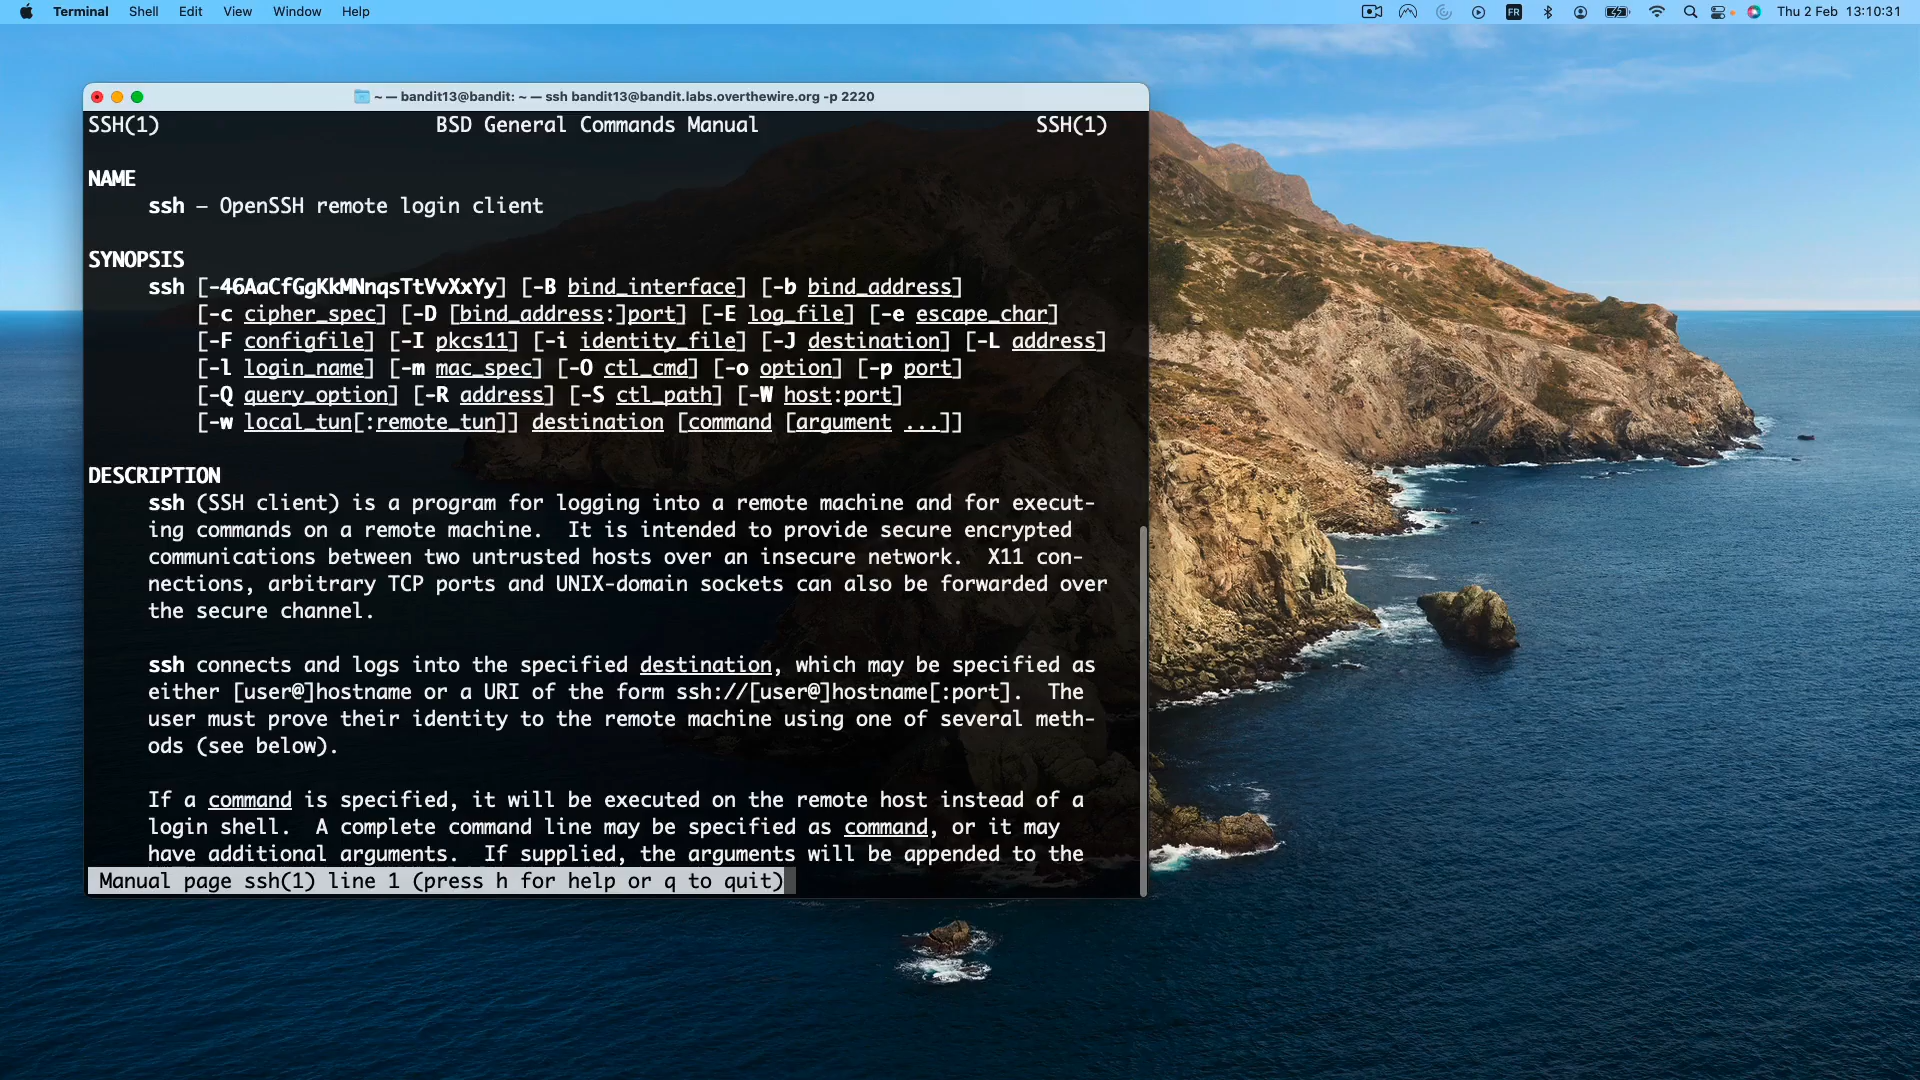 Terminal Shell Edit View Window Help FR Thu 2 Feb 13:10:31
~ — bandit13@bandit: ~ — ssh bandit13@bandit.labs.overthewire.org -p 2220
SSH(1) BSD General Commands Manual SSH(1)
NAME
ssh — OpenSSH remote login client
SYNOPSIS
ssh [-46AaCfGgKkMNnqsTtVvXxYy] [-B bind_interface] [-b bind_address]
[-c cipher_spec] [-D [bind_address:]port] [-E log_file] [-e escape_char]
[-F configfile] [-I pkcs11] [-i identity_file] [-J destination] [-L address]
[-l login_name] [-m mac_spec] [-O ctl_cmd] [-o option] [-p port]
[-Q query_option] [-R address] [-S ctl_path] [-W host:port]
[-w local_tun[:remote_tun]] destination [command [argument ...]]
DESCRIPTION
ssh (SSH client) is a program for logging into a remote machine and for execut-
ing commands on a remote machine.  It is intended to provide secure encrypted
communications between two untrusted hosts over an insecure network.  X11 con-
nections, arbitrary TCP ports and UNIX-domain sockets can also be forwarded over
the secure channel.
ssh connects and logs into the specified destination, which may be specified as
either [user@]hostname or a URI of the form ssh://[user@]hostname[:port].  The
user must prove their identity to the remote machine using one of several meth-
ods (see below).
If a command is specified, it will be executed on the remote host instead of a
login shell.  A complete command line may be specified as command, or it may
have additional arguments.  If supplied, the arguments will be appended to the
Manual page ssh(1) line 1 (press h for help or q to quit)